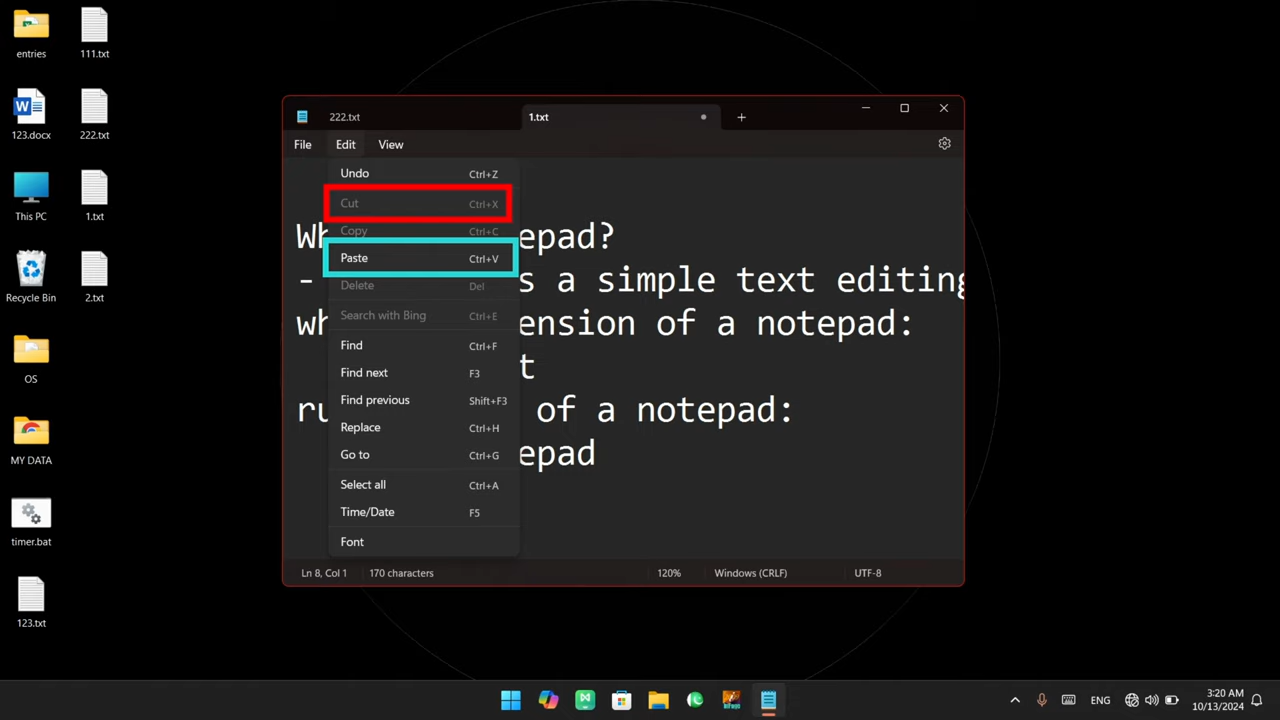 entries
111.txt
123.docx
222.txt
This PC
1.txt
Recycle Bin
2.txt
OS
MY DATA
timer.bat
123.txt
222.txt
1.txt
File
Edit
View
Undo Ctrl+Z
Cut Ctrl+X
Copy Ctrl+C
Paste Ctrl+V
Delete Del
Search with Bing Ctrl+E
Find Ctrl+F
Find next F3
Find previous Shift+F3
Replace Ctrl+H
Go to Ctrl+G
Select all Ctrl+A
Time/Date F5
Font
epad?
- s a simple text editing
ension of a notepad:
t
of a notepad:
epad
Ln 8, Col 1
170 characters
120%
Windows (CRLF)
UTF-8
ENG
3:20 AM
10/13/2024